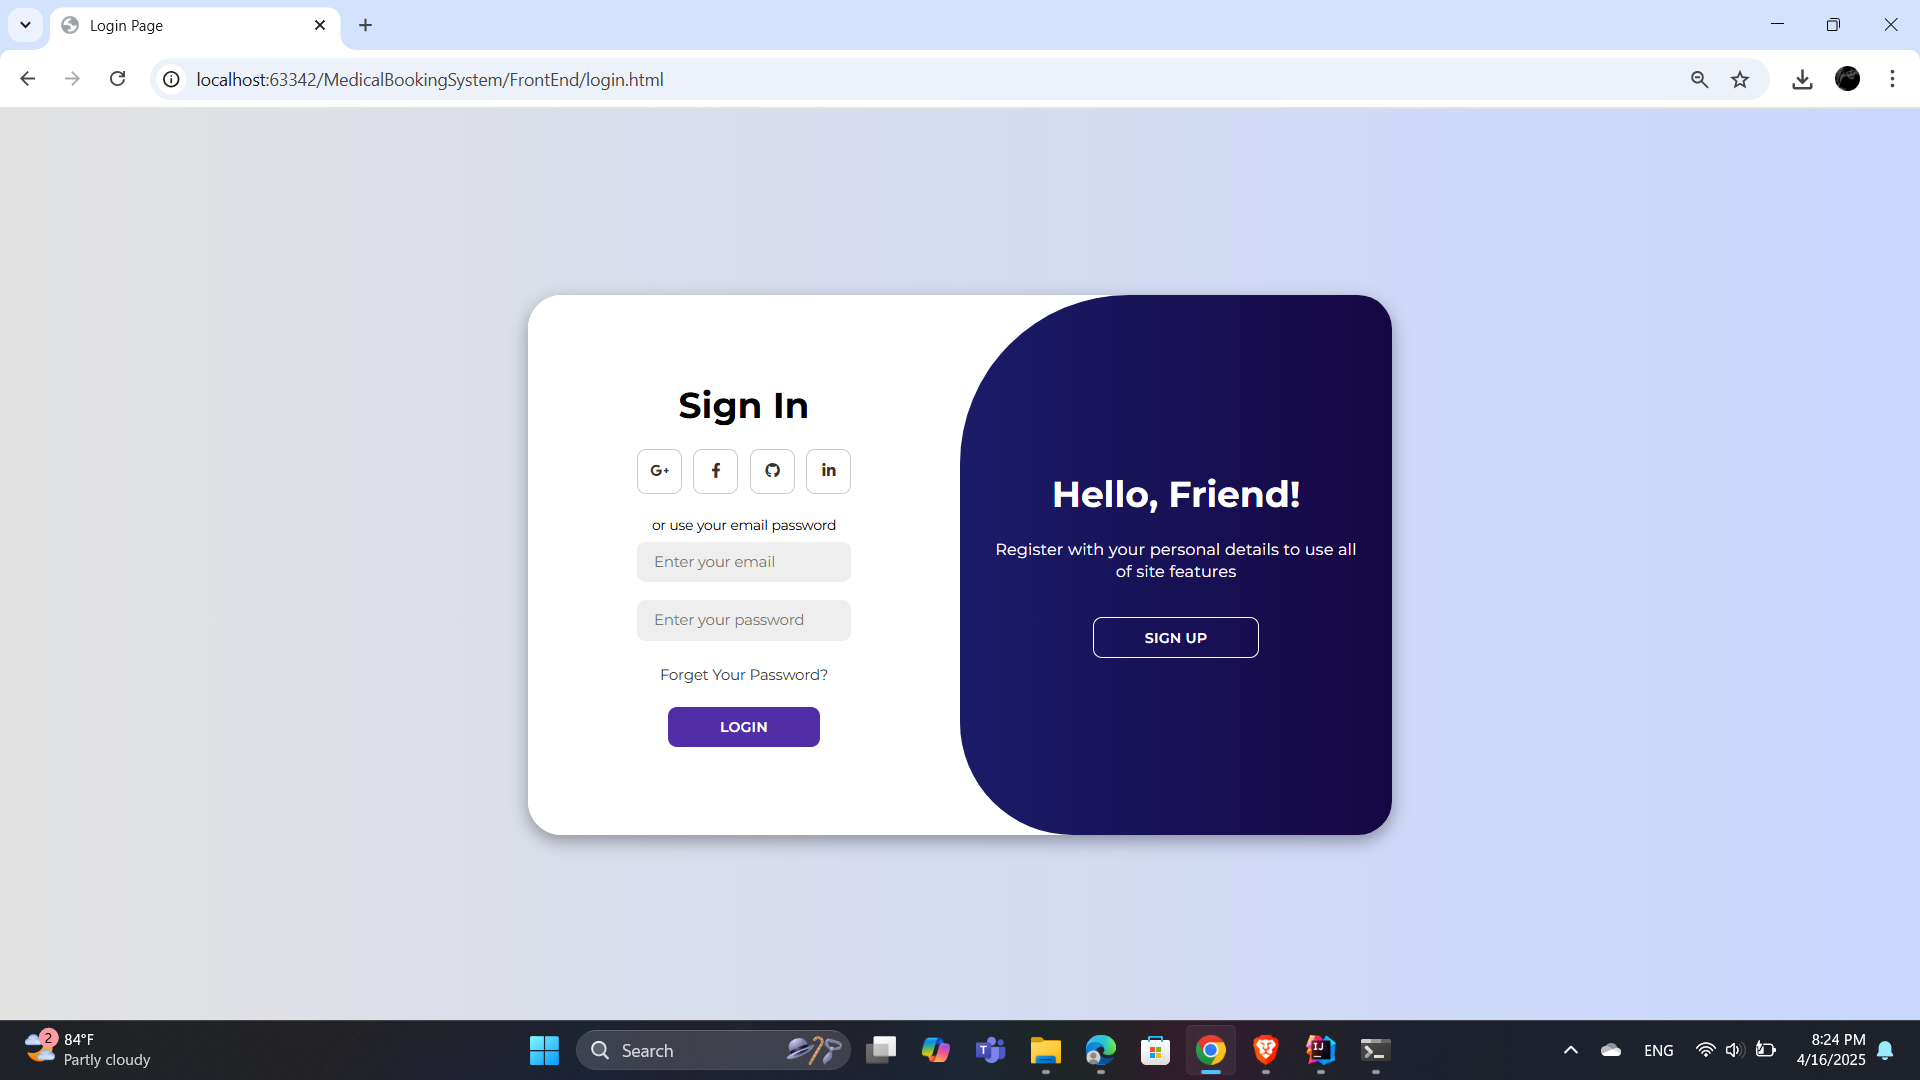 Login Page
localhost:63342/MedicalBookingSystem/FrontEnd/login.html
Sign In
G+
f
in
or use your email password
Enter your email
Enter your password
Forget Your Password?
LOGIN
Hello, Friend!
Register with your personal details to use all
of site features
SIGN UP
2
84°F
Partly cloudy
Search
T
IJ
ENG
8:24 PM
4/16/2025